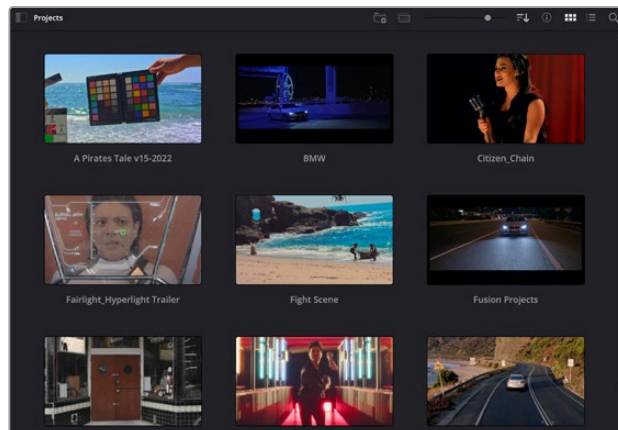 Projects
A Pirates Tale v15-2022
BMW
Citizen_Chain
Fairlight_Hyperlight Trailer
Fight Scene
Fusion Projects